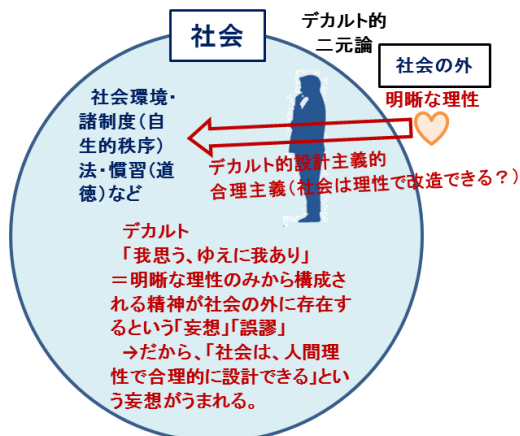 社会
デカルト的
二元論
社会の外
明晰な理性
社会環境・
諸制度(自
生的秩序)
法・慣習(道
徳)など
デカルト的設計主義的
合理主義(社会は理性で改造できる?)
デカルト
「我思う、ゆえに我あり」
=明晰な理性のみから構成さ
れる精神が社会の外に存在す
るという「妄想」「誤謬」
→だから、「社会は、人間理
性で合理的に設計できる」とい
う妄想がうまれる。